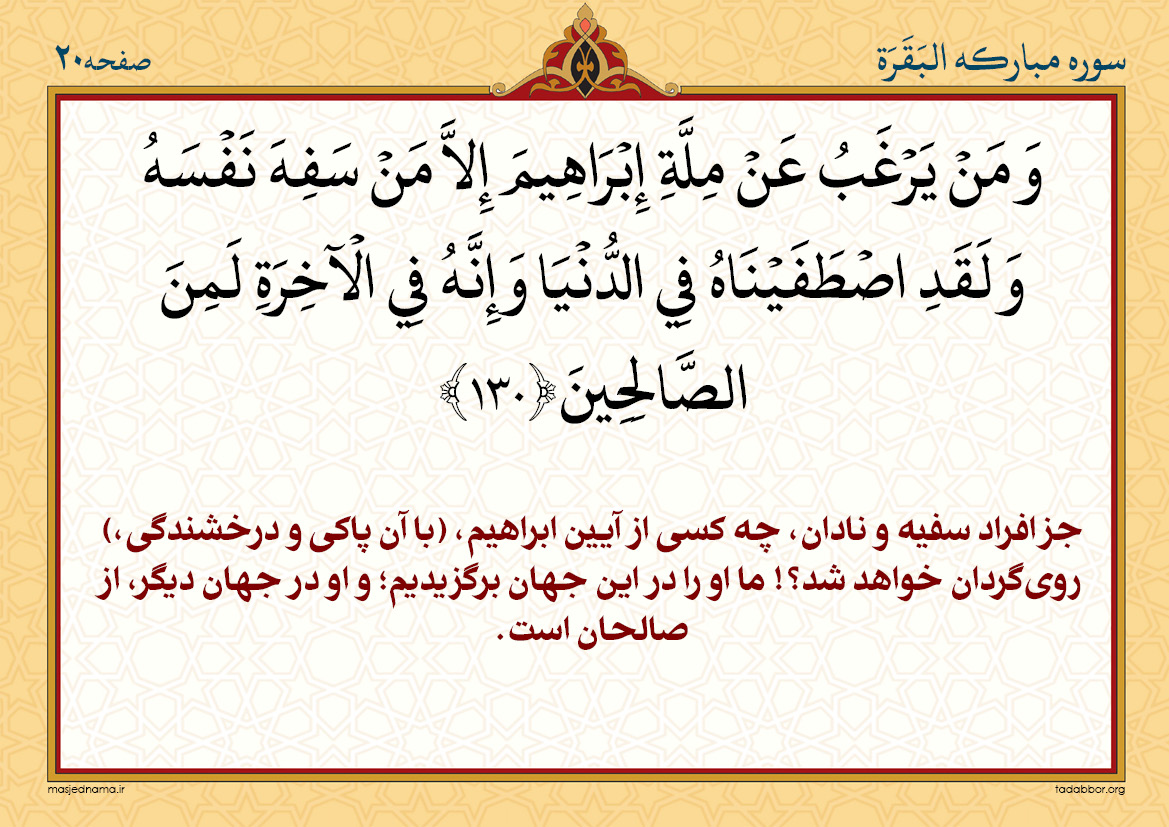 سوره مبارکه البَقَرَة
صفحه۲۰
وَ مَنْ يَرْغَبُ عَنْ مِلَّةِ إِبْرَاهِيمَ إِلاَّ مَنْ سَفِهَ نَفْسَهُ
وَ لَقَدِ اصْطَفَيْنَاهُ فِي الدُّنْيَا وَ إِنَّهُ فِي الْآخِرَةِ لَمِنَ
الصَّالِحِينَ ﴿۱۳۰﴾
جز افراد سفیه و نادان، چه کسی از آیین ابراهیم، (با آن پاکی و درخشندگی،)
روی‌گردان خواهد شد؟! ما او را در این جهان برگزیدیم؛ و او در جهان دیگر، از
صالحان است.
masjednama.ir
tadabbor.org